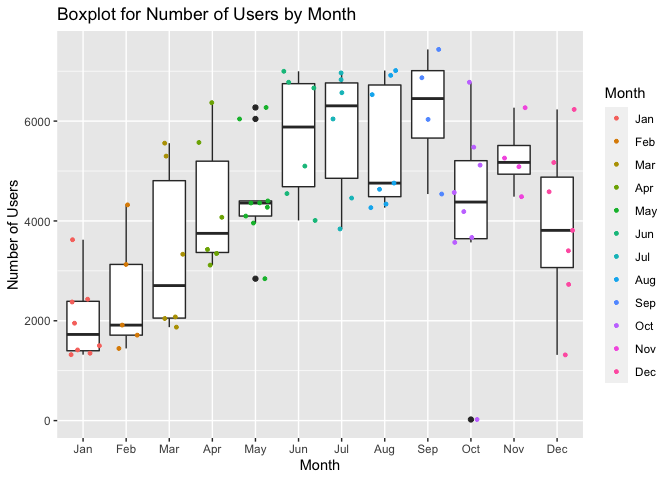 Boxplot for Number of Users by Month
Number of Users
6000
4000
2000
0
Jan Feb Mar Apr May Jun Jul Aug Sep Oct Nov Dec
Month
Month
Jan
Feb
Mar
Apr
May
Jun
Jul
Aug
Sep
Oct
Nov
Dec